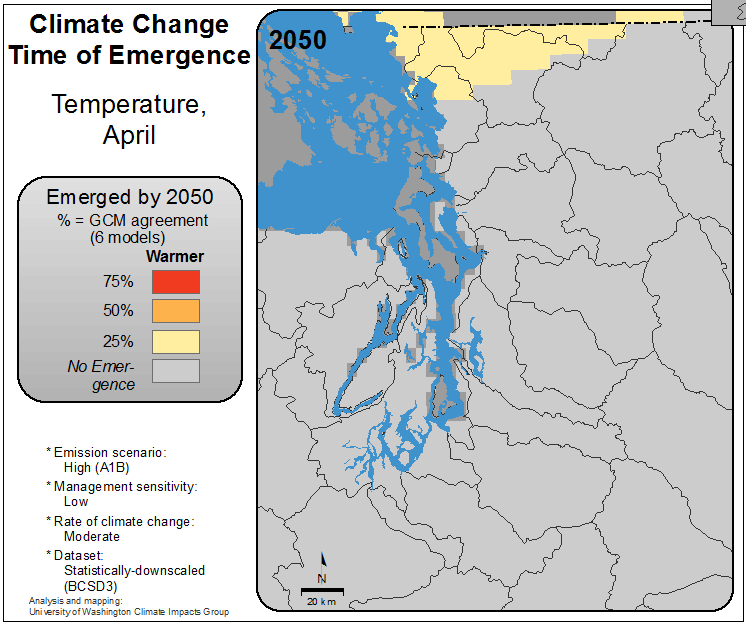 Climate Change
Time of Emergence
Temperature,
April
Emerged by 2050
% = GCM agreement
(6 models)
Warmer
75%
50%
25%
No Emer-
gence
* Emission scenario:
High (A1B)
* Management sensitivity:
Low
* Rate of climate change:
Moderate
* Dataset:
Statistically-downscaled
(BCSD3)
Analysis and mapping:
University of Washington Climate Impacts Group
2050
N
20 km